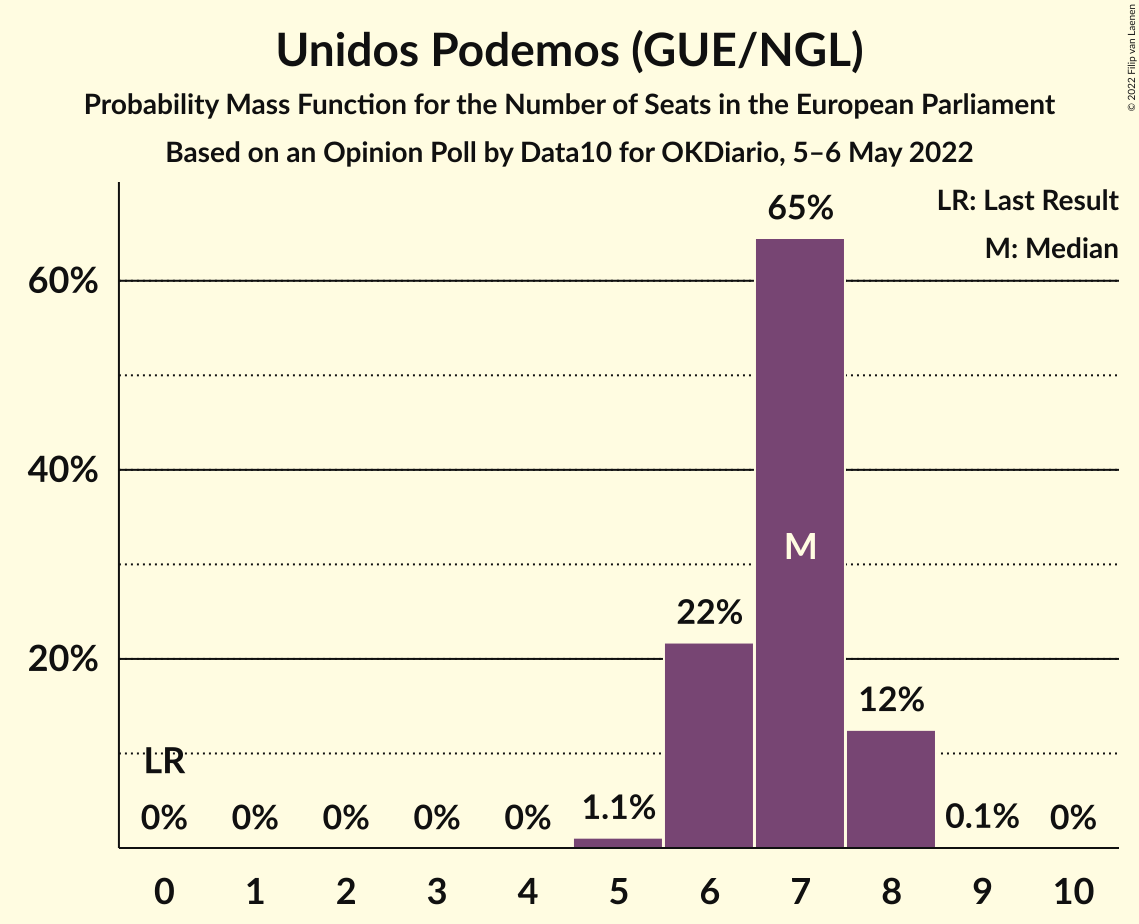 Unidos Podemos (GUE/NGL)
Probability Mass Function for the Number of Seats in the European Parliament
Based on an Opinion Poll by Data10 for OKDiario, 5–6 May 2022
© 2022 Filip van Laenen
LR: Last Result
M: Median
65%
60%
40%
M
22%
20%
12%
LR
0% 0% 0% 0% 0% 1.1% 0.1% 0%
0 1 2 3 4 5 6 7 8 9 10